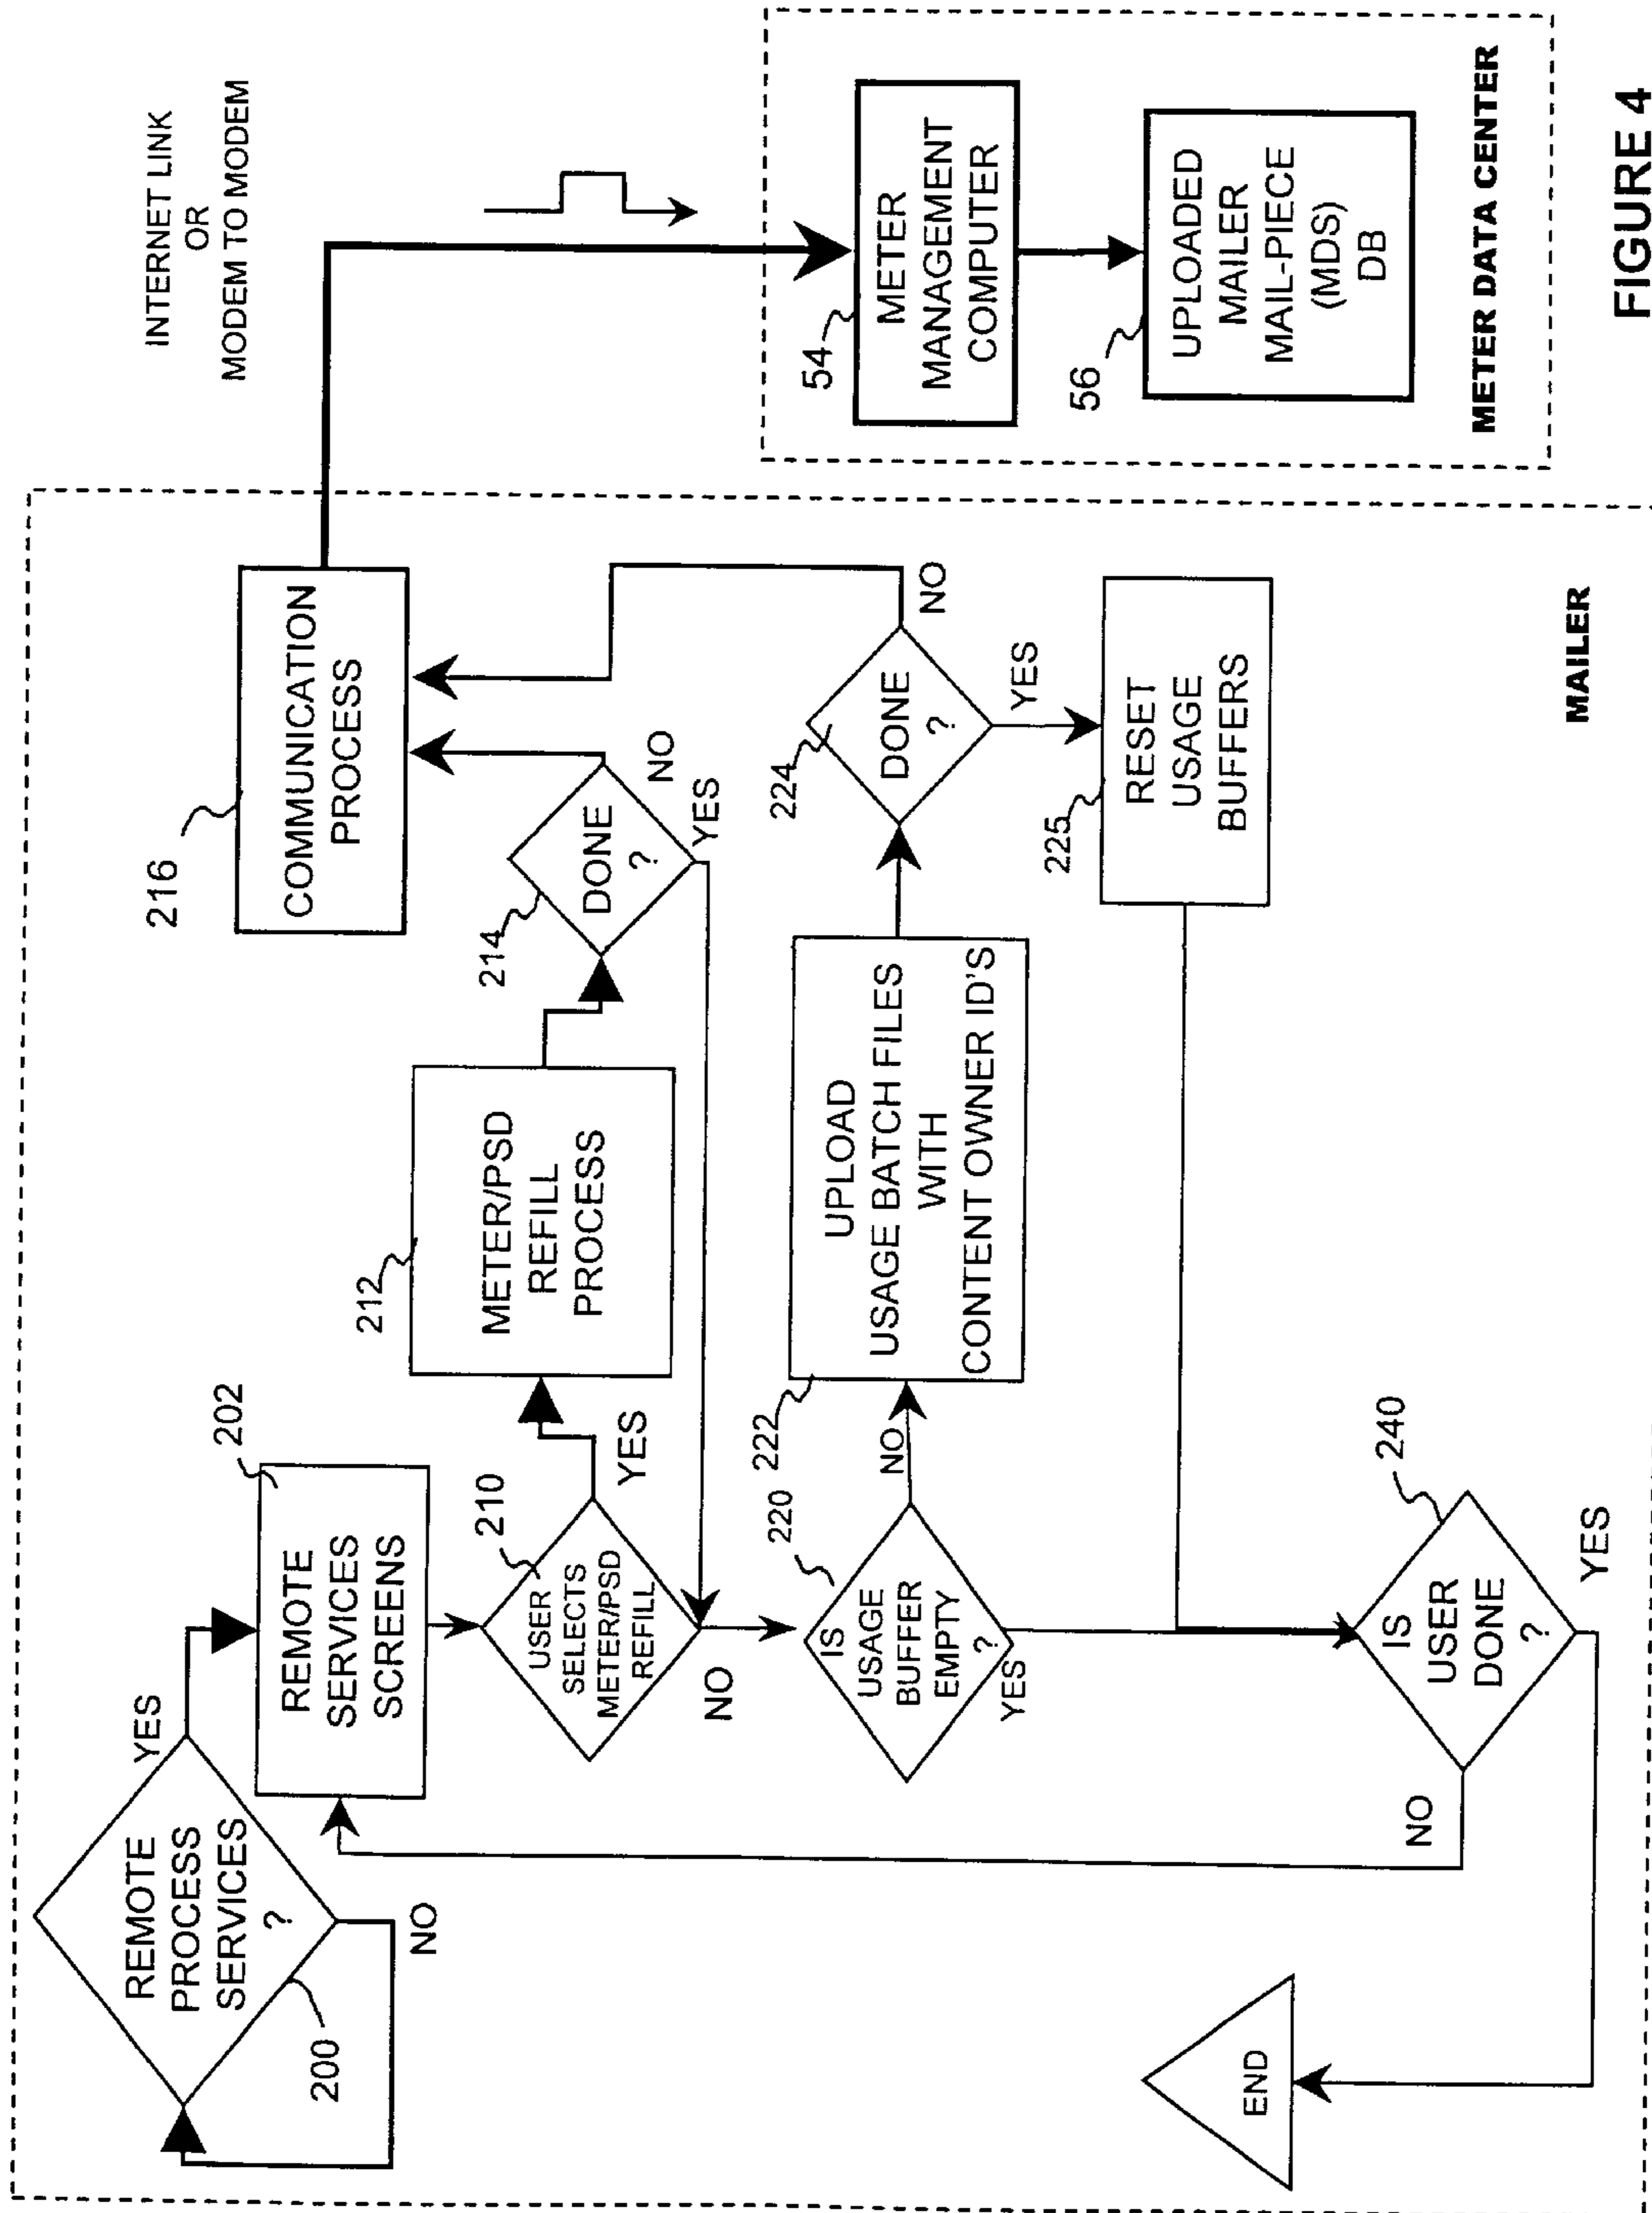 REMOTE
PROCESS
SERVICES
?
200
YES
NO
REMOTE
SERVICES
SCREENS
202
USER
SELECTS
METER/PSD
REFILL
210
YES
NO
METER/PSD
REFILL
PROCESS
212
DONE
?
214
NO
YES
COMMUNICATION
PROCESS
216
INTERNET LINK
OR
MODEM TO MODEM
IS
USAGE
BUFFER
EMPTY
?
220
NO
YES
UPLOAD
USAGE BATCH FILES
WITH
CONTENT OWNER ID'S
222
DONE
?
224
NO
YES
RESET
USAGE
BUFFERS
225
IS
USER
DONE
?
240
NO
YES
END
MAILER
METER
MANAGEMENT
COMPUTER
54
UPLOADED
MAILER
MAIL-PIECE
(MDS)
DB
56
METER DATA CENTER
FIGURE 4